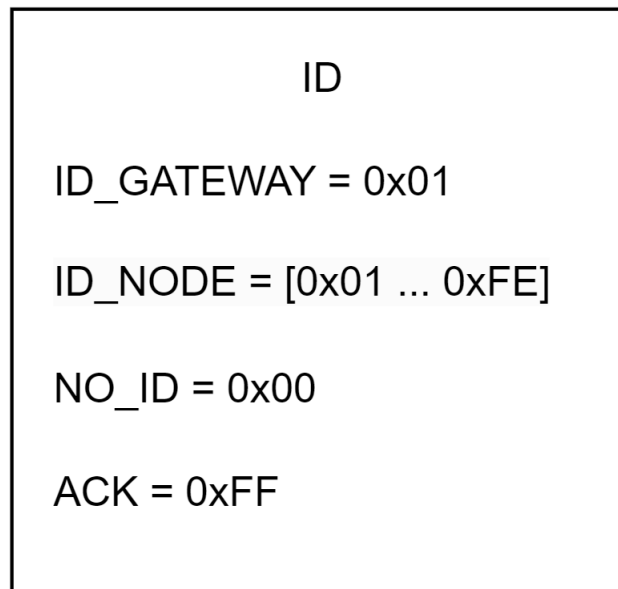 ID
ID_GATEWAY = 0x01
ID_NODE = [0x01 ... 0xFE]
NO_ID = 0x00
ACK = 0xFF